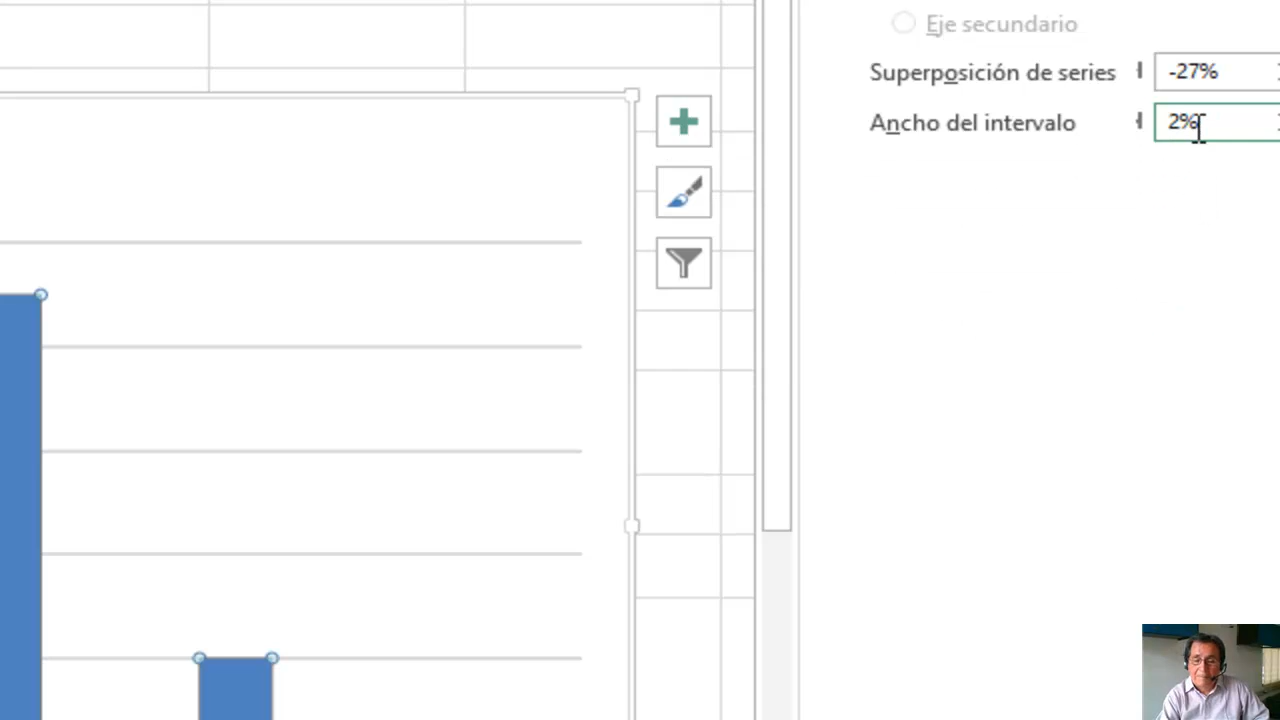 Eje secundario
Superposición de series -27%
Ancho del intervalo 2%